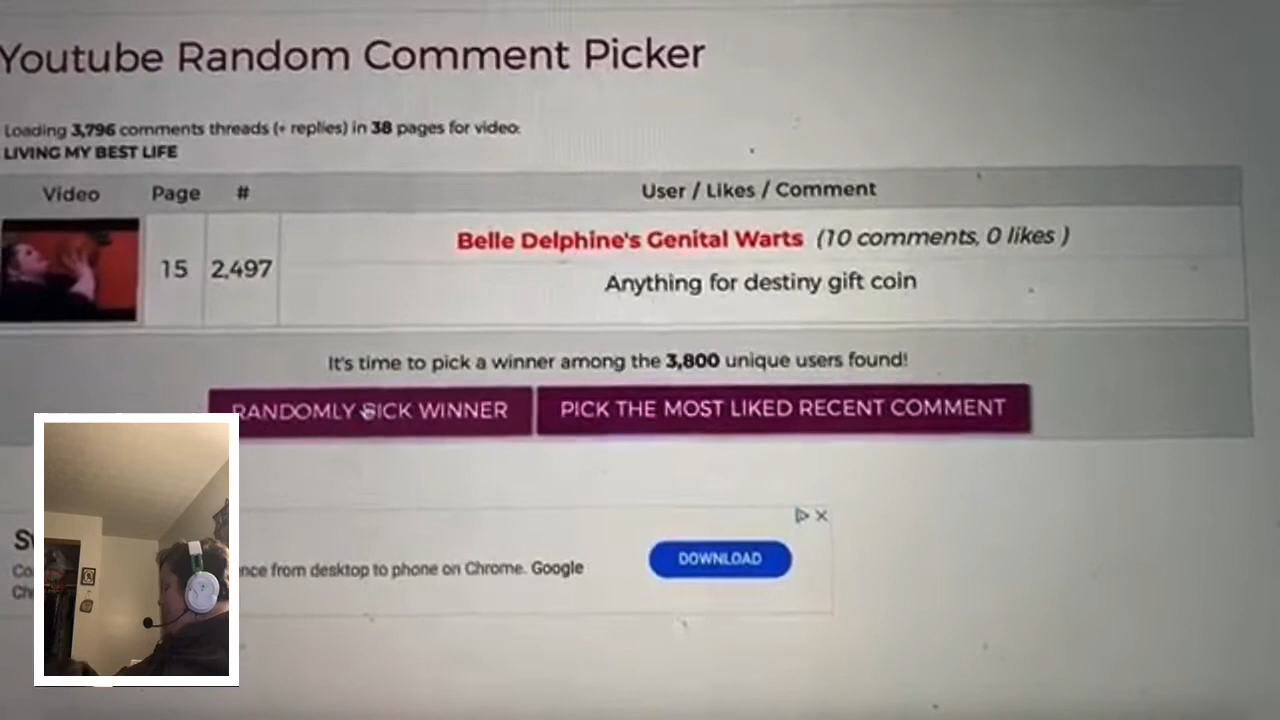 Youtube Random Comment Picker
Loading 3,796 comments threads (+ replies) in 38 pages for video:
LIVING MY BEST LIFE
Video Page # User / Likes / Comment
15 2,497 Belle Delphine's Genital Warts (10 comments, 0 likes )
Anything for destiny gift coin
It's time to pick a winner among the 3,800 unique users found!
RANDOMLY PICK WINNER PICK THE MOST LIKED RECENT COMMENT
from desktop to phone on Chrome. Google
DOWNLOAD